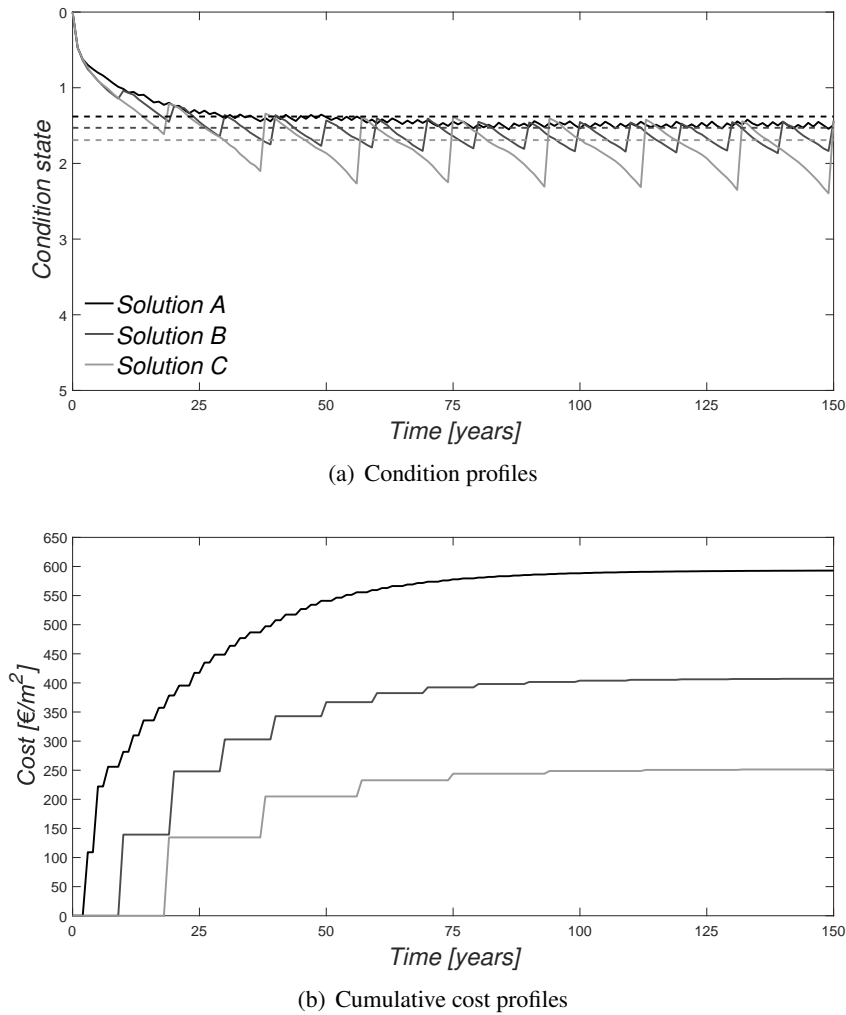 0
1
2
3
4
5
Condition state
Solution A
Solution B
Solution C
0 25 50 75 100 125 150
Time [years]
(a) Condition profiles
650
600
550
500
450
400
350
300
250
200
150
100
50
0
Cost [€/m²]
0 25 50 75 100 125 150
Time [years]
(b) Cumulative cost profiles